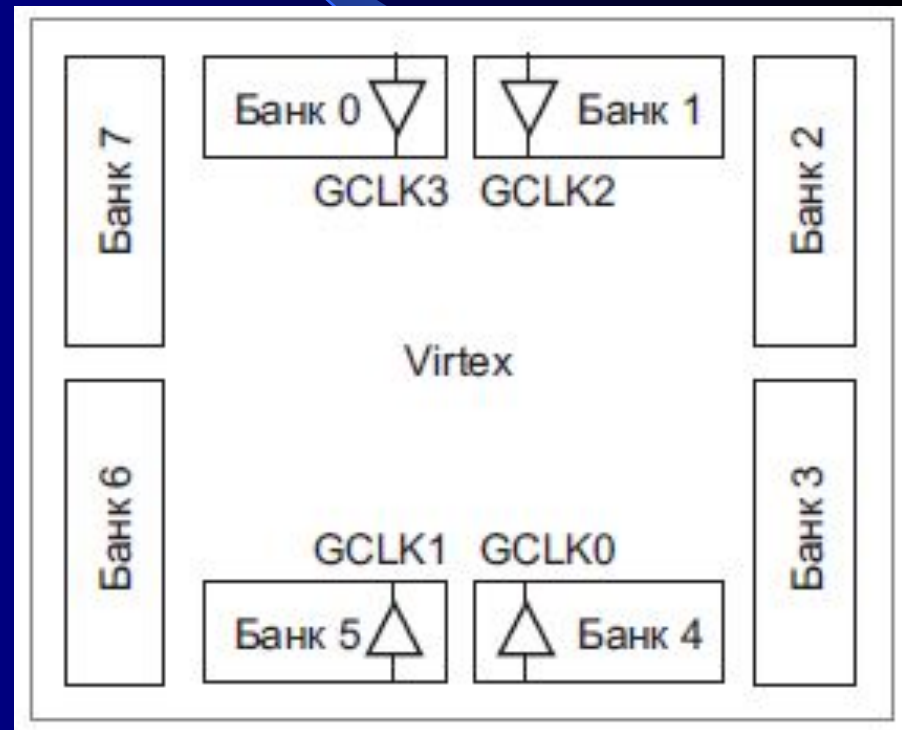 Банк 0
Банк 1
Банк 7
Банк 2
GCLK3 GCLK2
Virtex
Банк 6
Банк 3
GCLK1 GCLK0
Банк 5
Банк 4